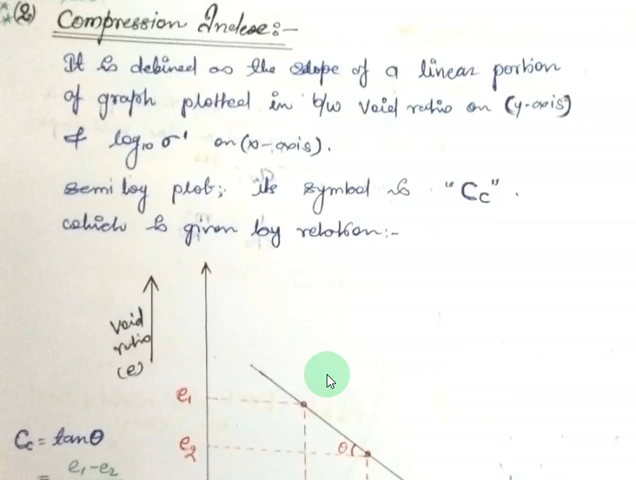 (2) Compression Index:-
It is defined as the slope of a linear portion
of graph plotted in b/w void ratio on (y-axis)
& log₁₀ σ' on (x-axis).
semi log plot; its symbol is "Cc".
which is given by relation:-
void
ratio
(e)
e₁
Cc = tanθ
e₂
θ
= e₁-e₂